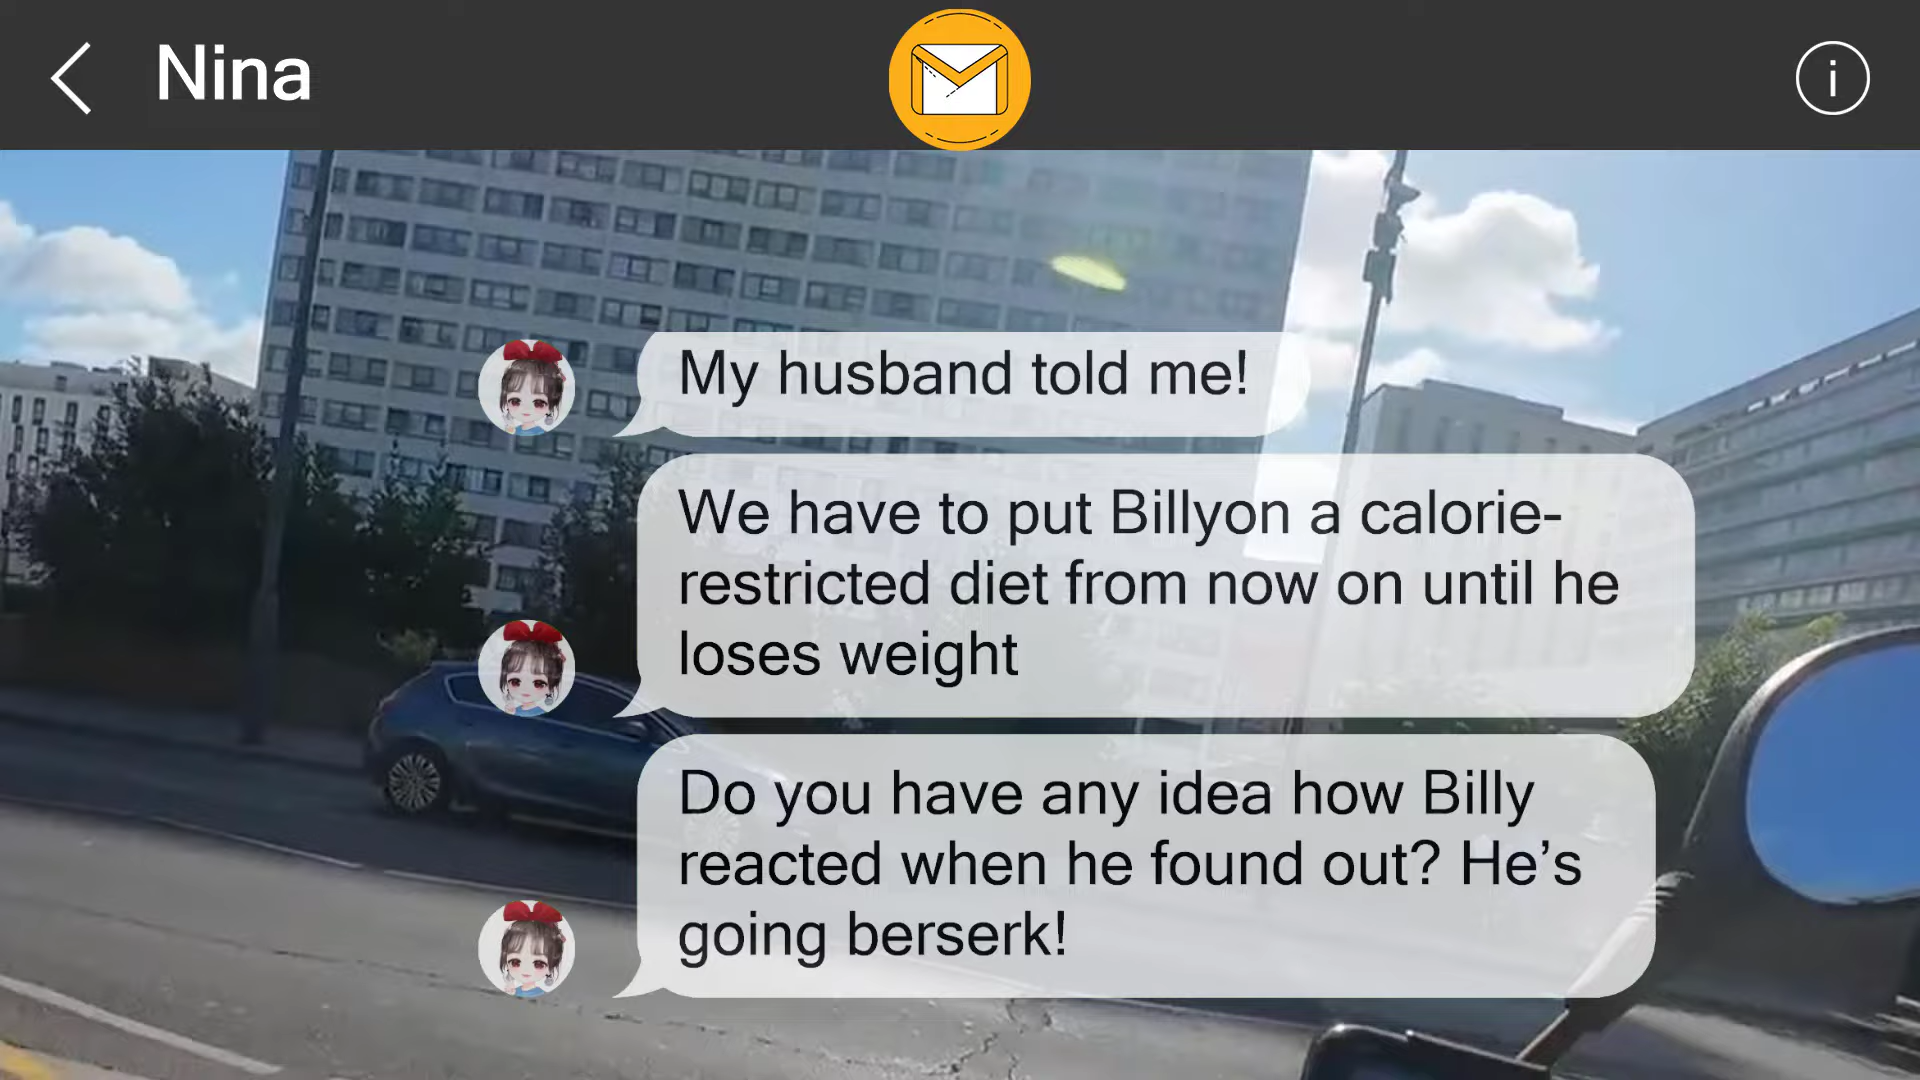 Nina
My husband told me!
We have to put Billyon a calorie-
restricted diet from now on until he
loses weight
Do you have any idea how Billy
reacted when he found out? He’s
going berserk!